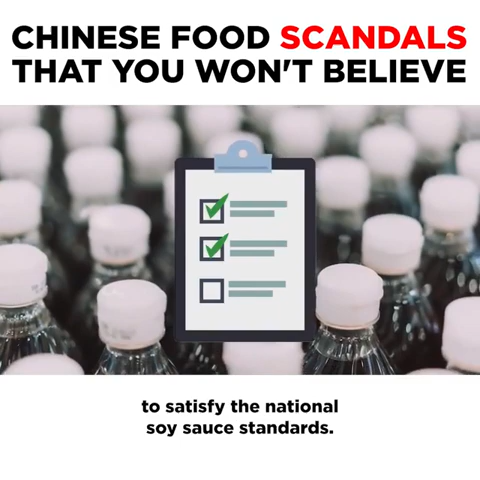 CHINESE FOOD SCANDALS
THAT YOU WON'T BELIEVE
to satisfy the national
soy sauce standards.